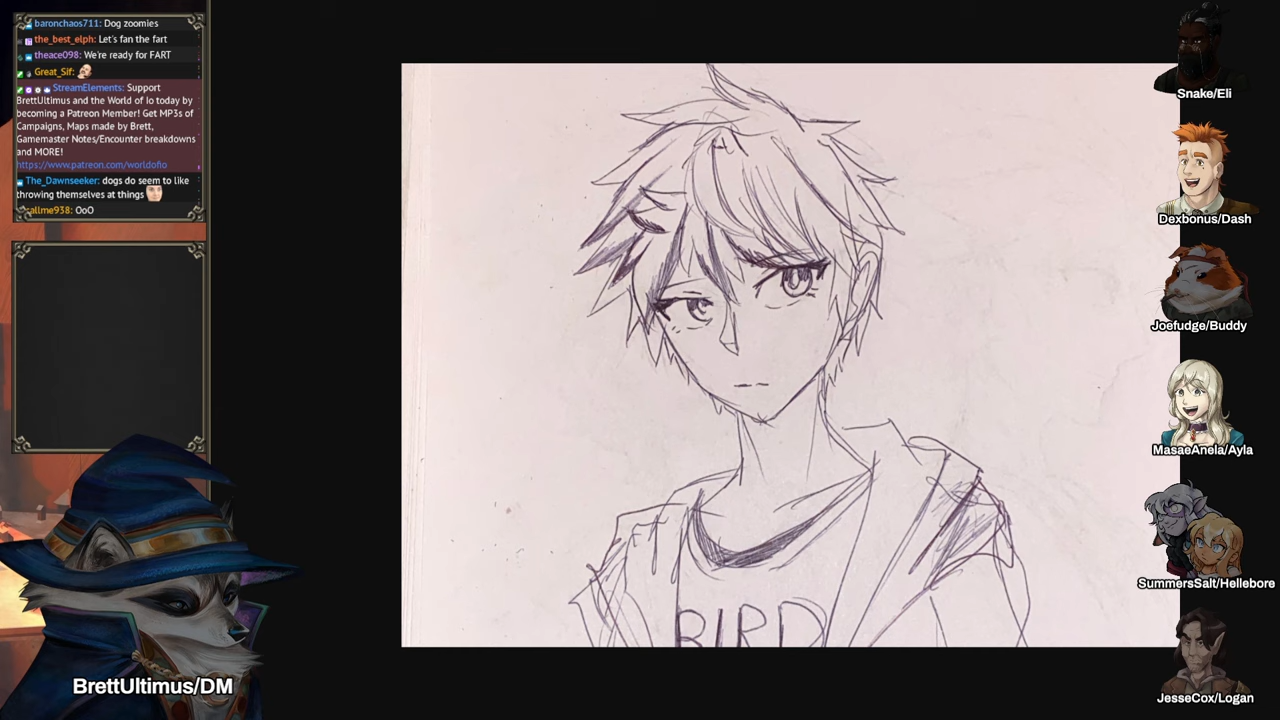 baronchaos711: Dog zoomies
the_best_elph: Let's fan the fart
theace098: We're ready for FART
Great_Sif:
StreamElements: Support
BrettUltimus and the World of Io today by
becoming a Patreon Member! Get MP3s of
Campaigns, Maps made by Brett,
Gamemaster Notes/Encounter breakdowns
and MORE!
https://www.patreon.com/worldofio
The_Dawnseeker: dogs do seem to like
throwing themselves at things
callme938: OoO
BrettUltimus/DM
BIRD
Snake/Eli
Dexbonus/Dash
Joefudge/Buddy
MasaeAnela/Ayla
SummersSalt/Hellebore
JesseCox/Logan